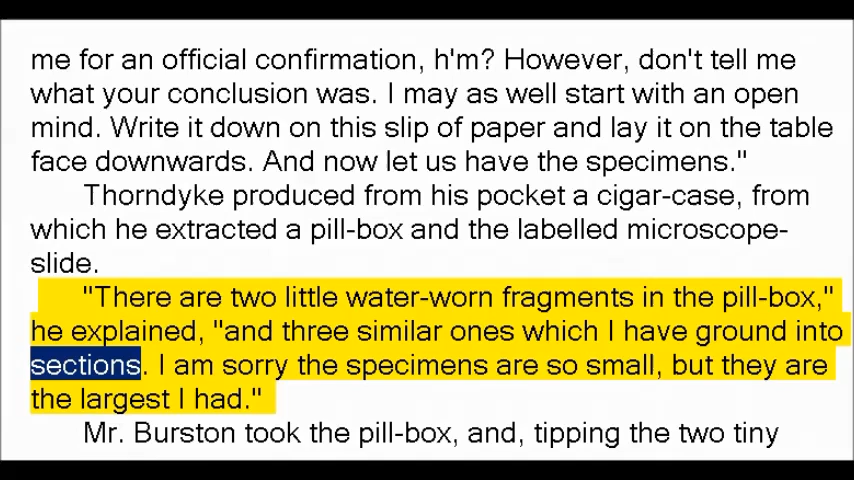 me for an official confirmation, h'm? However, don't tell me
what your conclusion was. I may as well start with an open
mind. Write it down on this slip of paper and lay it on the table
face downwards. And now let us have the specimens."
Thorndyke produced from his pocket a cigar-case, from
which he extracted a pill-box and the labelled microscope-
slide.
"There are two little water-worn fragments in the pill-box,"
he explained, "and three similar ones which I have ground into
sections. I am sorry the specimens are so small, but they are
the largest I had."
Mr. Burston took the pill-box, and, tipping the two tiny